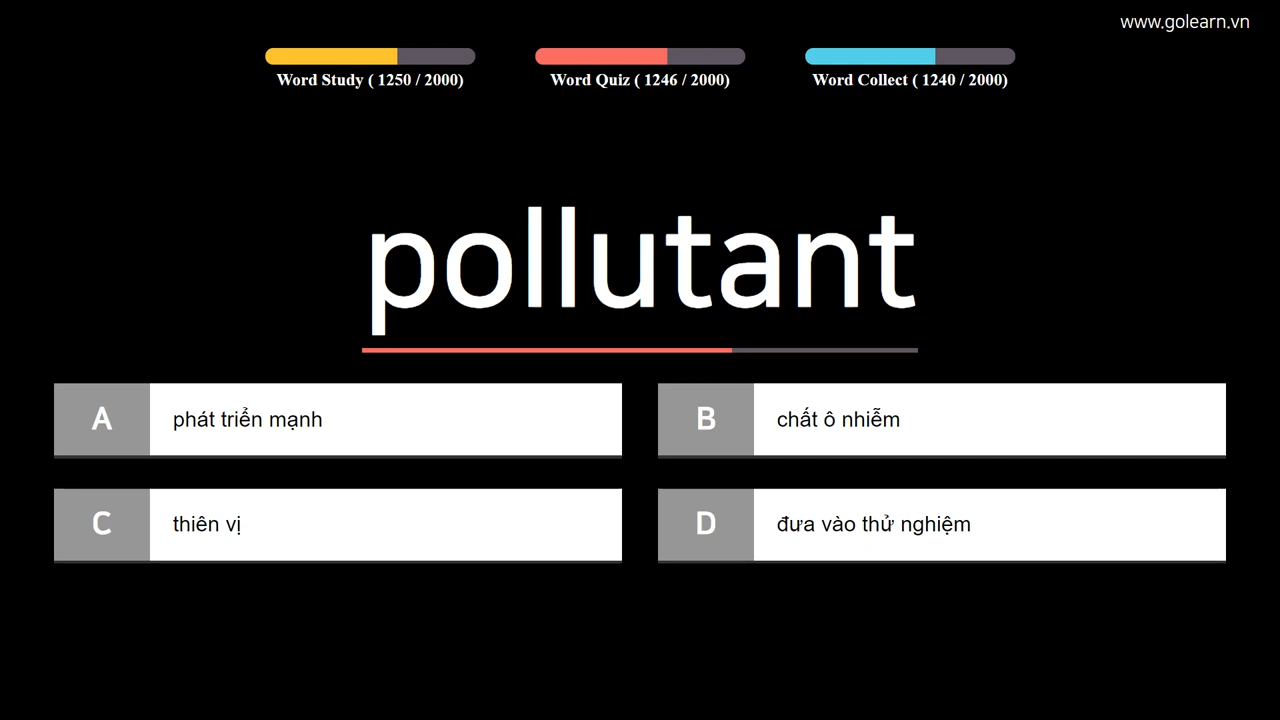 www.golearn.vn
Word Study ( 1250 / 2000)
Word Quiz ( 1246 / 2000)
Word Collect ( 1240 / 2000)
pollutant
A phát triển mạnh
B chất ô nhiễm
C thiên vị
D đưa vào thử nghiệm